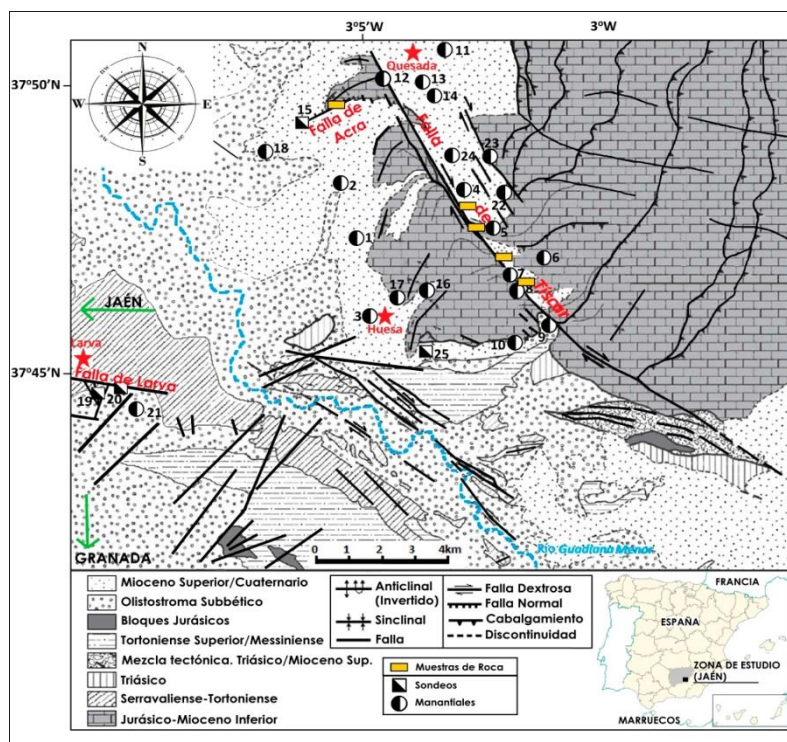 3°5'W
3°W
37°50'N
37°45'N
N
W
E
S
Quesada
11
12
13
14
15
Falla de
Acra
18
2
Falla
24
23
4
22
de
5
1
6
7
8
Tíscar
17
16
3
Huesa
9
10
25
JAÉN
Larva
Falla de Larva
19
20
21
GRANADA
0
1
2
3
4km
Río Guadiana Menor
Mioceno Superior/Cuaternario
Olistostroma Subbético
Bloques Jurásicos
Tortoniense Superior/Messiniense
Mezcla tectónica. Triásico/Mioceno Sup.
Triásico
Serravaliense-Tortoniense
Jurásico-Mioceno Inferior
Anticlinal
(Invertido)
Sinclinal
Falla
Falla Dextrosa
Falla Normal
Cabalgamiento
Discontinuidad
Muestras de Roca
Sondeos
Manantiales
FRANCIA
ESPAÑA
ZONA DE ESTUDIO
(JAÉN)
MARRUECOS